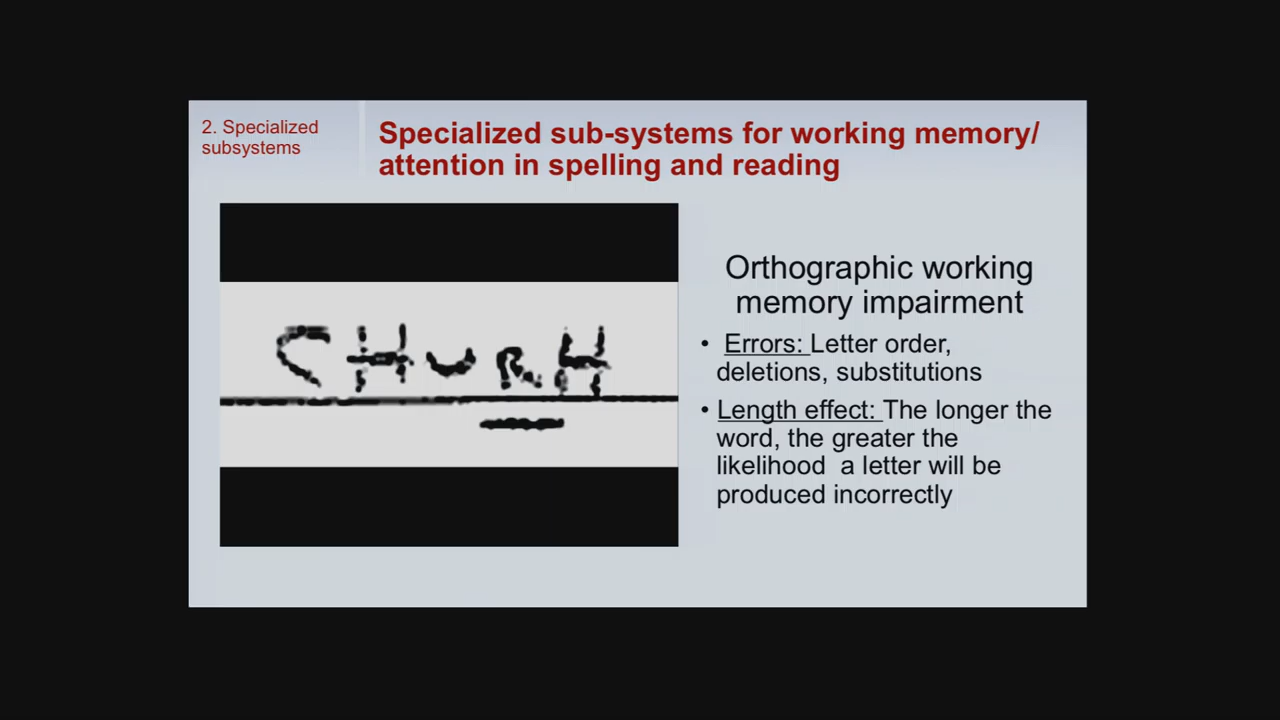 2. Specialized
subsystems
Specialized sub-systems for working memory/
attention in spelling and reading
CHURH
Orthographic working
memory impairment
• Errors: Letter order,
deletions, substitutions
• Length effect: The longer the
word, the greater the
likelihood a letter will be
produced incorrectly